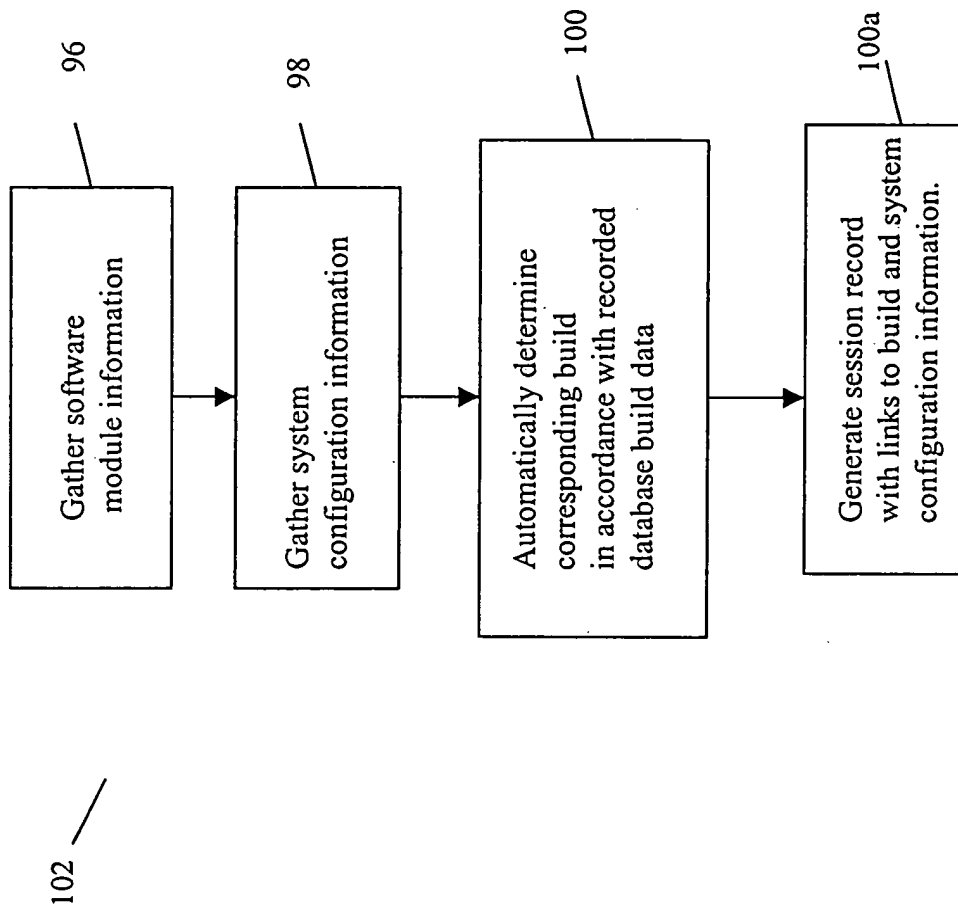 102
96
Gather software
module information
98
Gather system
configuration information
100
Automatically determine
corresponding build
in accordance with recorded
database build data
100a
Generate session record
with links to build and system
configuration information.